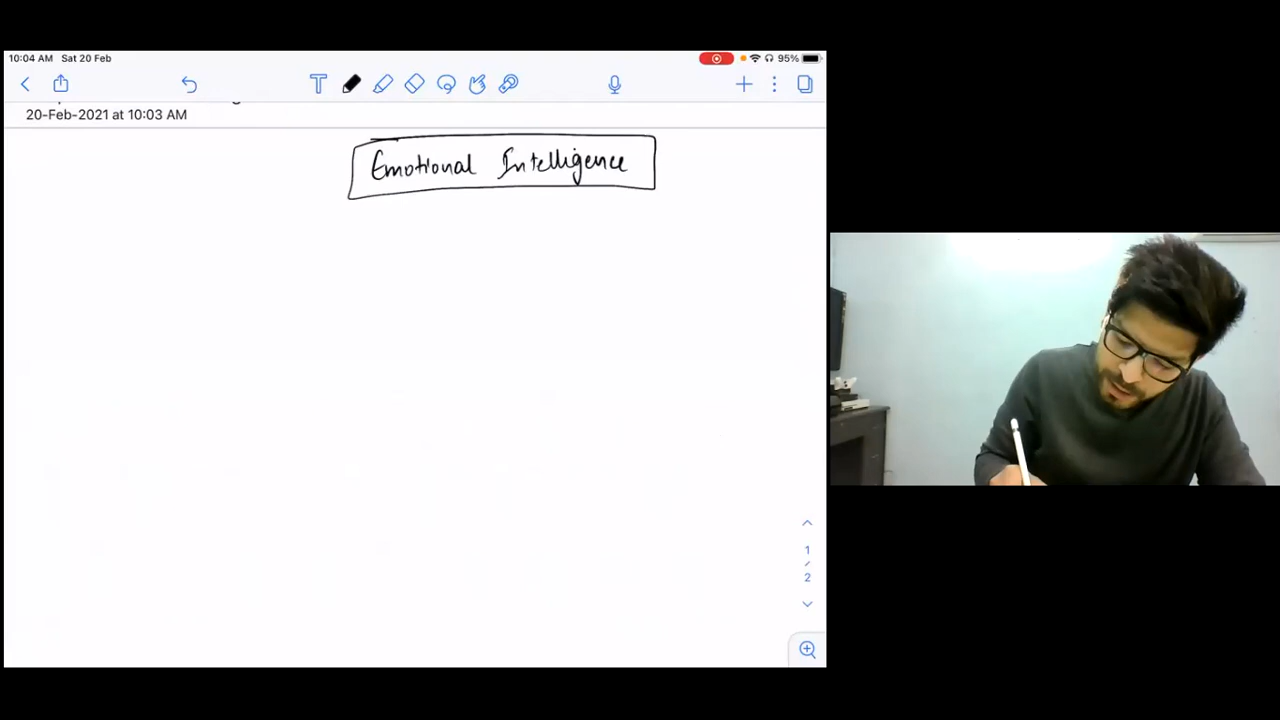 10:04 AM Sat 20 Feb
95%
T
20-Feb-2021 at 10:03 AM
Emotional Intelligence
1
2